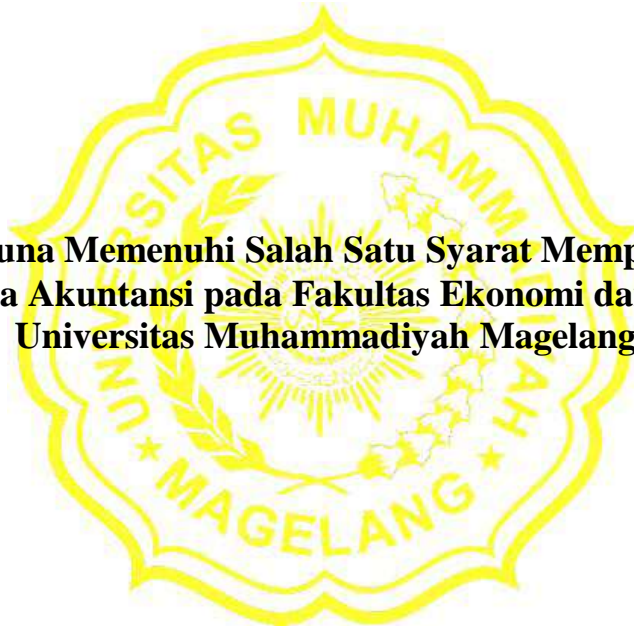 UNIVERSITAS MUHAMMADIYAH
una Memenuhi Salah Satu Syarat Memp
a Akuntansi pada Fakultas Ekonomi da
Universitas Muhammadiyah Magelang
MAGELANG